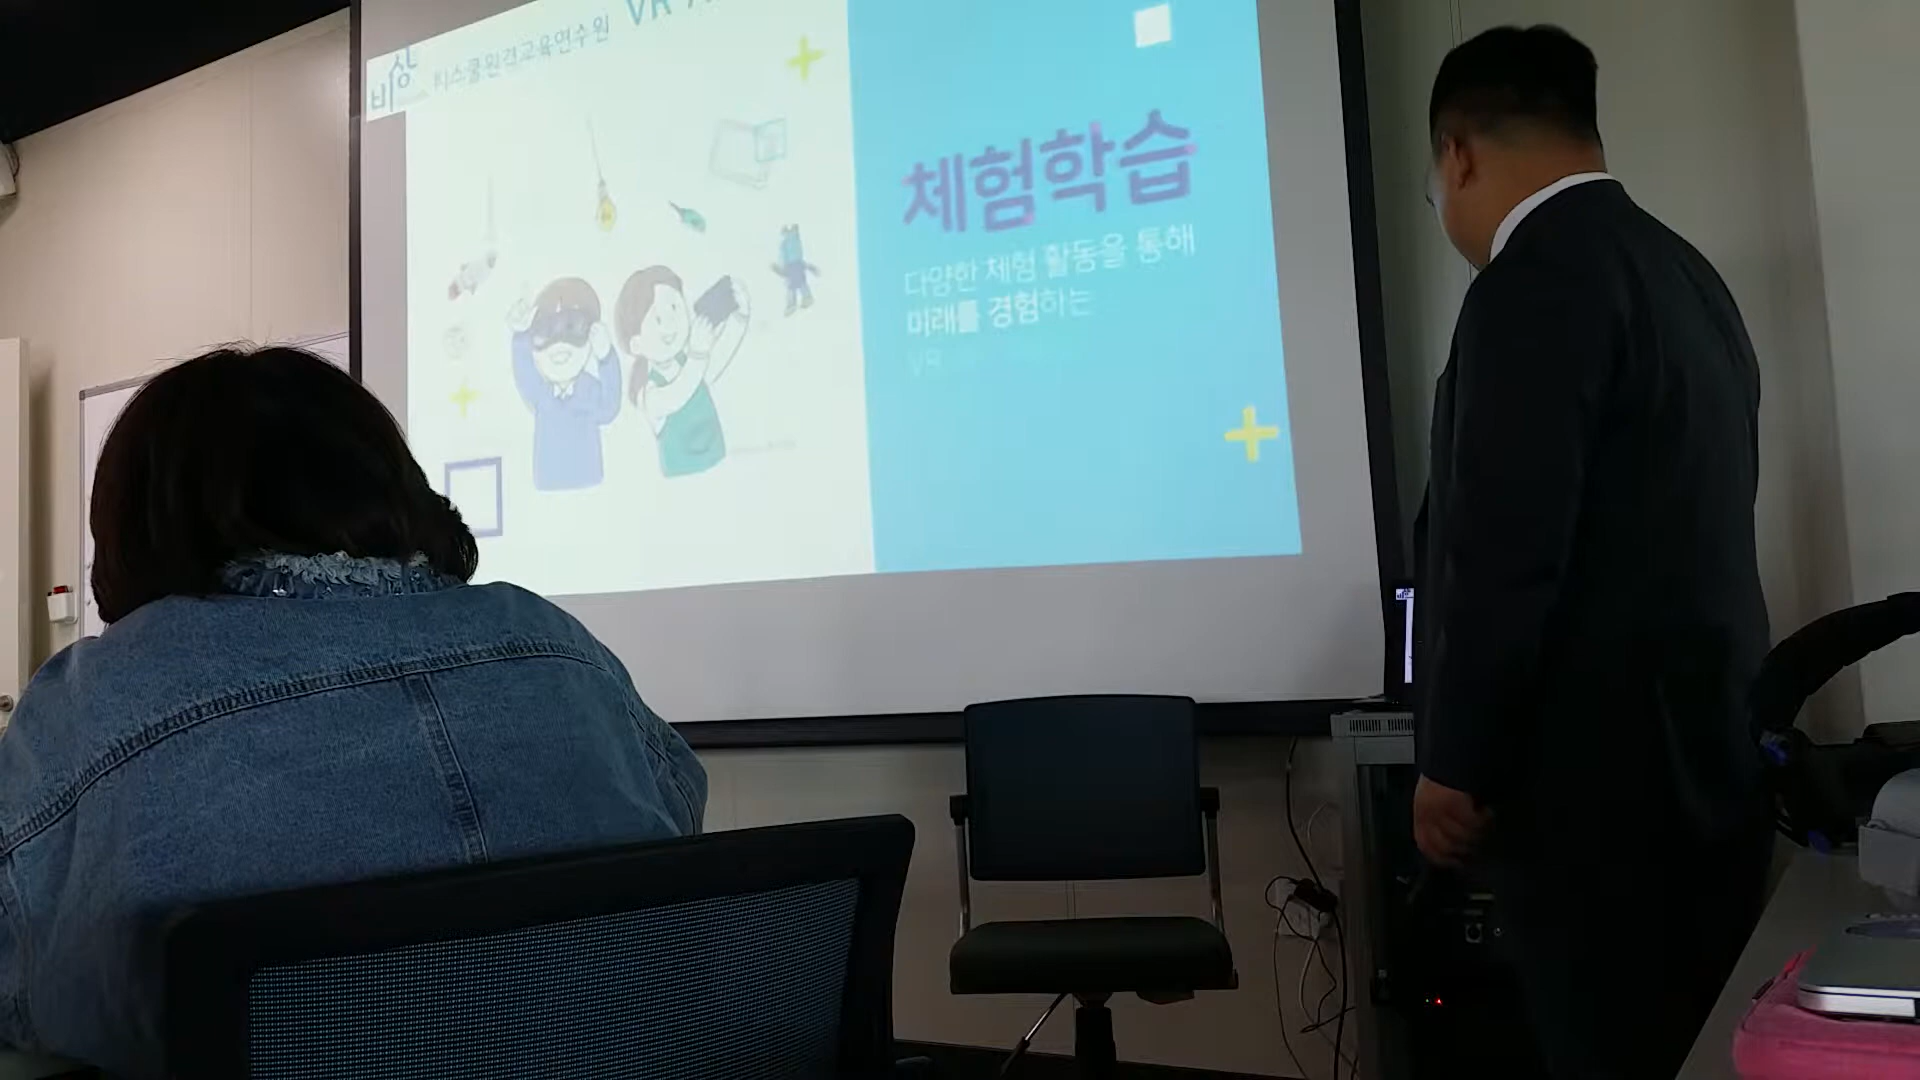 비상 티스쿨원격교육연수원 VR
체험학습
다양한 체험 활동을 통해
미래를 경험하는
VR